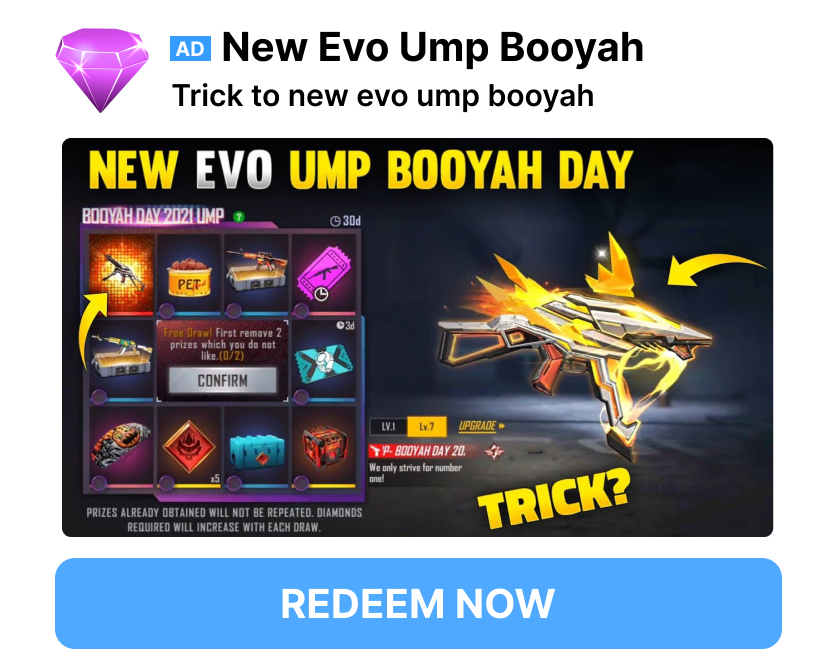 AD New Evo Ump Booyah
Trick to new evo ump booyah
NEW EVO UMP BOOYAH DAY
BOOYAH DAY 2021 UMP ?
30d
PET
3d
Free Draw! First remove 2
prizes which you do not
like.(0/2)
CONFIRM
x5
PRIZES ALREADY OBTAINED WILL NOT BE REPEATED. DIAMONDS
REQUIRED WILL INCREASE WITH EACH DRAW.
LV.1 Lv.7 UPGRADE
P- BOOYAH DAY 20.
We only strive for number
one!
TRICK?
REDEEM NOW